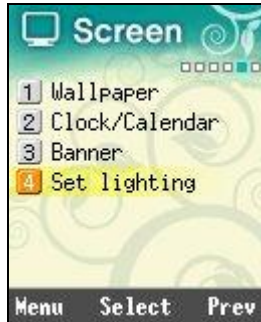 Screen
1 Wallpaper
2 Clock/Calendar
3 Banner
4 Set lighting
Menu Select Prev